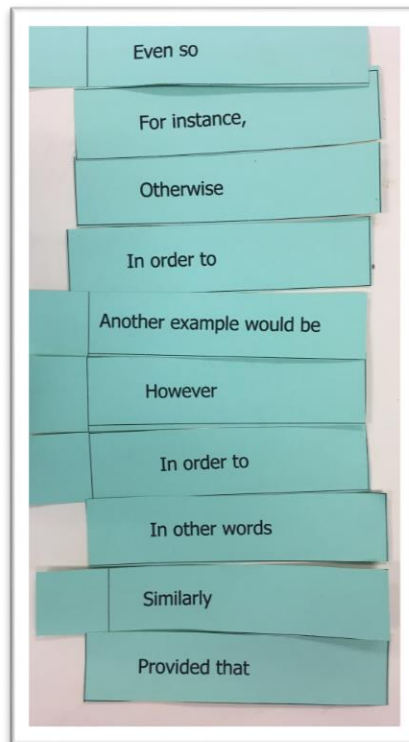 Even so
For instance,
Otherwise
In order to
Another example would be
However
In order to
In other words
Similarly
Provided that